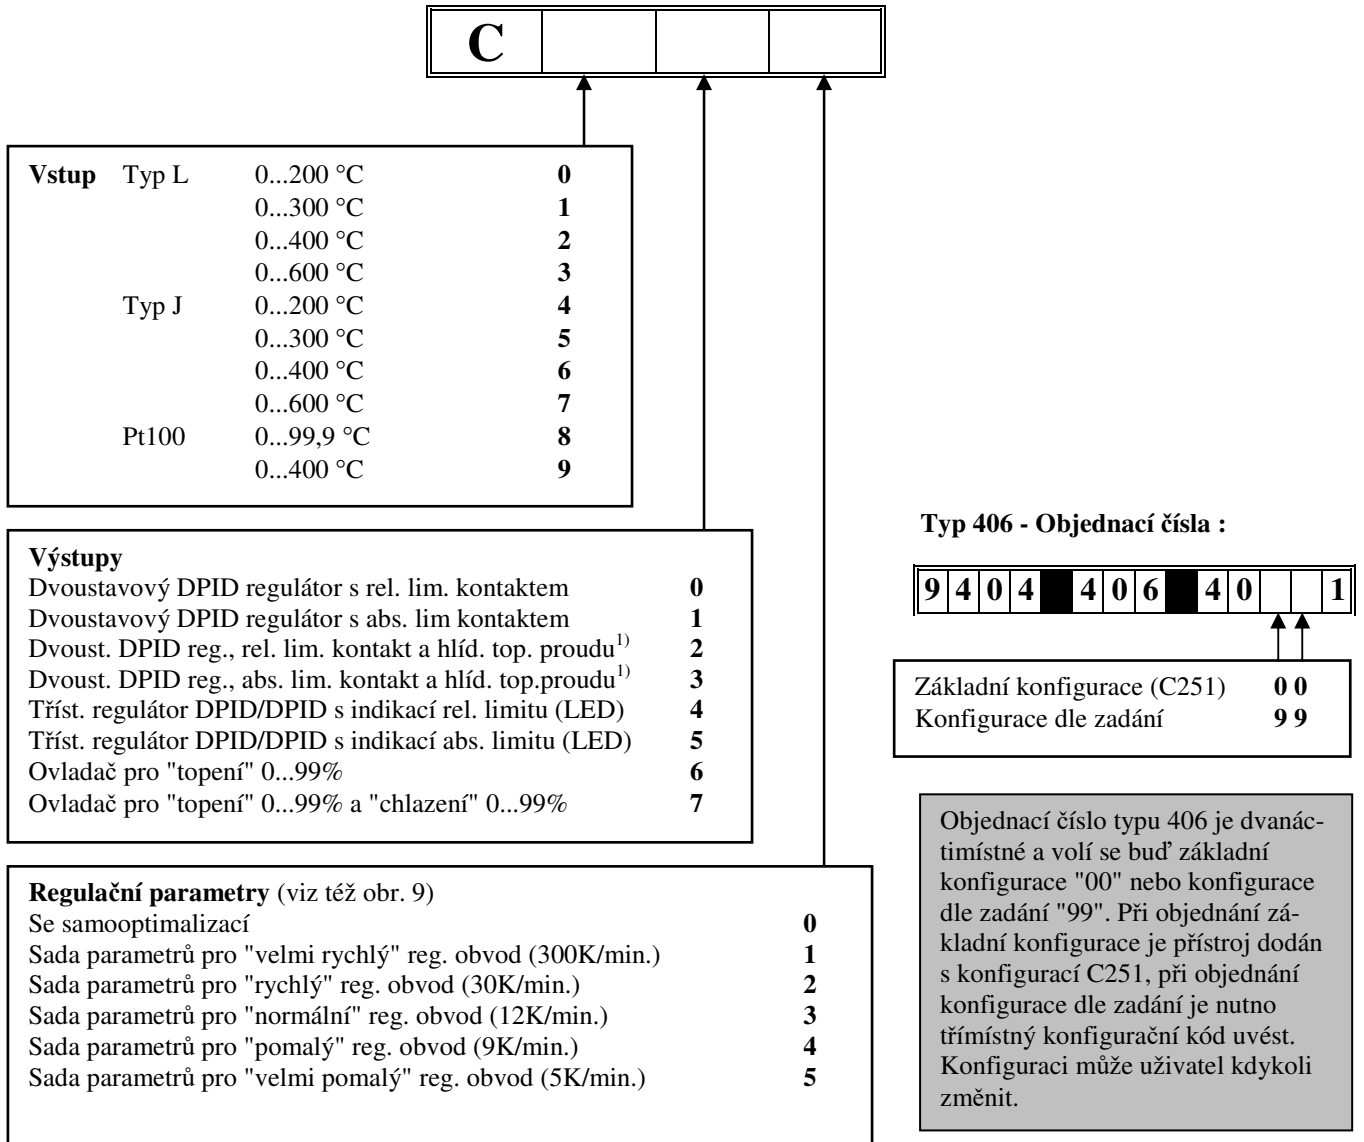 C
Vstup Typ L 0...200 °C 0
0...300 °C 1
0...400 °C 2
0...600 °C 3
Typ J 0...200 °C 4
0...300 °C 5
0...400 °C 6
0...600 °C 7
Pt100 0...99,9 °C 8
0...400 °C 9
Výstupy
Dvoustavový DPID regulátor s rel. lim. kontaktem 0
Dvoustavový DPID regulátor s abs. lim kontaktem 1
Dvoust. DPID reg., rel. lim. kontakt a hlíd. top. proudu1) 2
Dvoust. DPID reg., abs. lim. kontakt a hlíd. top.proudu1) 3
Tříst. regulátor DPID/DPID s indikací rel. limitu (LED) 4
Tříst. regulátor DPID/DPID s indikací abs. limitu (LED) 5
Ovladač pro "topení" 0...99% 6
Ovladač pro "topení" 0...99% a "chlazení" 0...99% 7
Regulační parametry (viz též obr. 9)
Se samooptimalizací 0
Sada parametrů pro "velmi rychlý" reg. obvod (300K/min.) 1
Sada parametrů pro "rychlý" reg. obvod (30K/min.) 2
Sada parametrů pro "normální" reg. obvod (12K/min.) 3
Sada parametrů pro "pomalý" reg. obvod (9K/min.) 4
Sada parametrů pro "velmi pomalý" reg. obvod (5K/min.) 5
Typ 406 - Objednací čísla :
9 4 0 4 4 0 6 4 0 1
Základní konfigurace (C251) 0 0
Konfigurace dle zadání 9 9
Objednací číslo typu 406 je dvanác-
timístné a volí se buď základní
konfigurace "00" nebo konfigurace
dle zadání "99". Při objednání zá-
kladní konfigurace je přístroj dodán
s konfigurací C251, při objednání
konfigurace dle zadání je nutno
třímístný konfigurační kód uvést.
Konfiguraci může uživatel kdykoli
změnit.